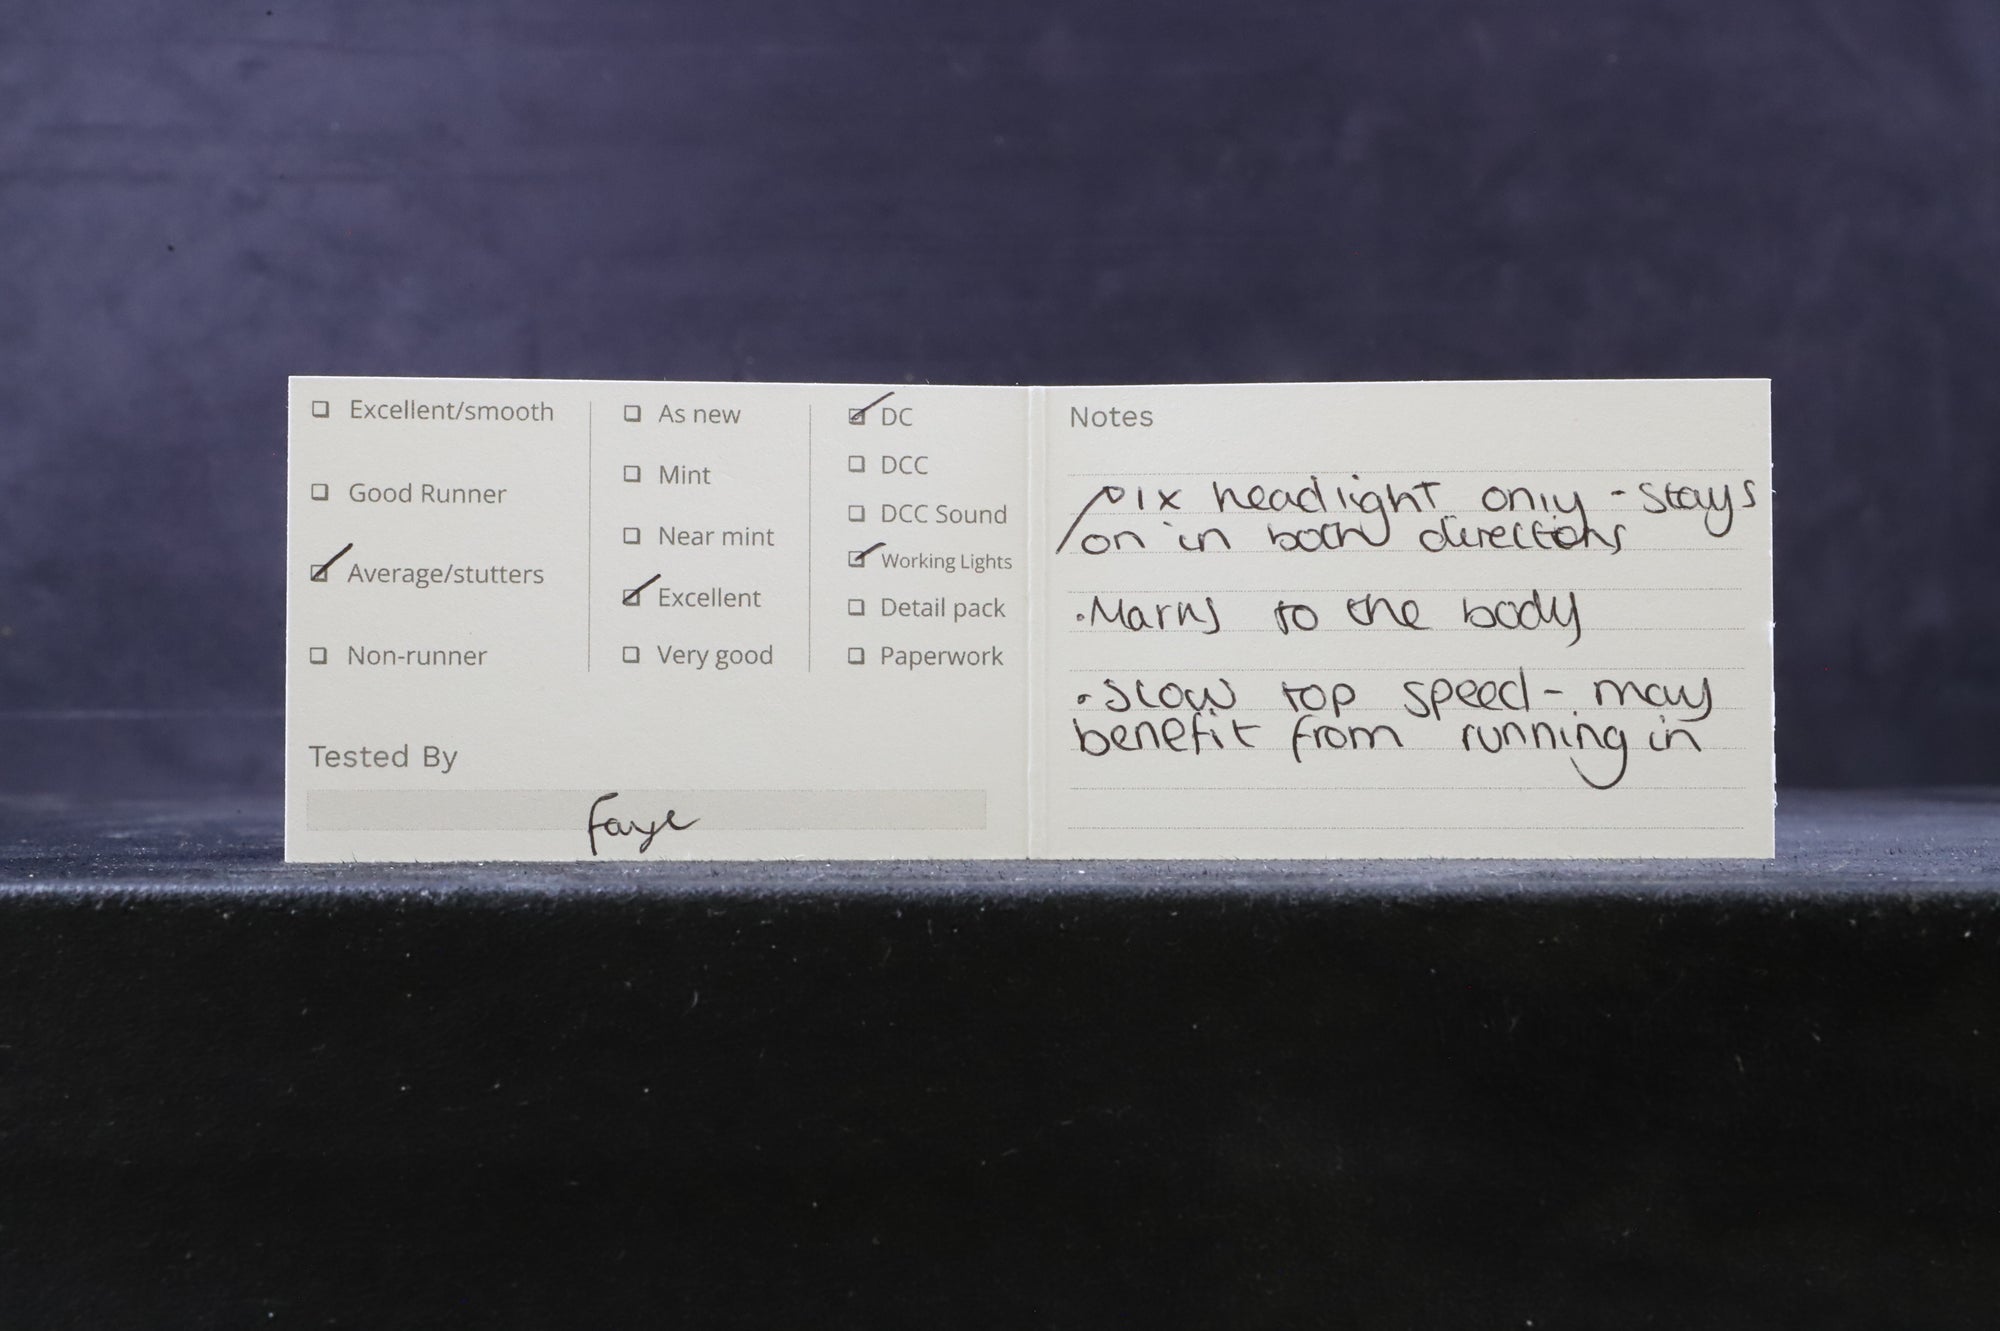 Excellent/smooth
Good Runner
Average/stutters
Non-runner
As new
Mint
Near mint
Excellent
Very good
DC
DCC
DCC Sound
Working Lights
Detail pack
Paperwork
Tested By
Faye
Notes
1x headlight only - stays
on in both directions
• Marks to the body
• Slow top speed - may
benefit from running in